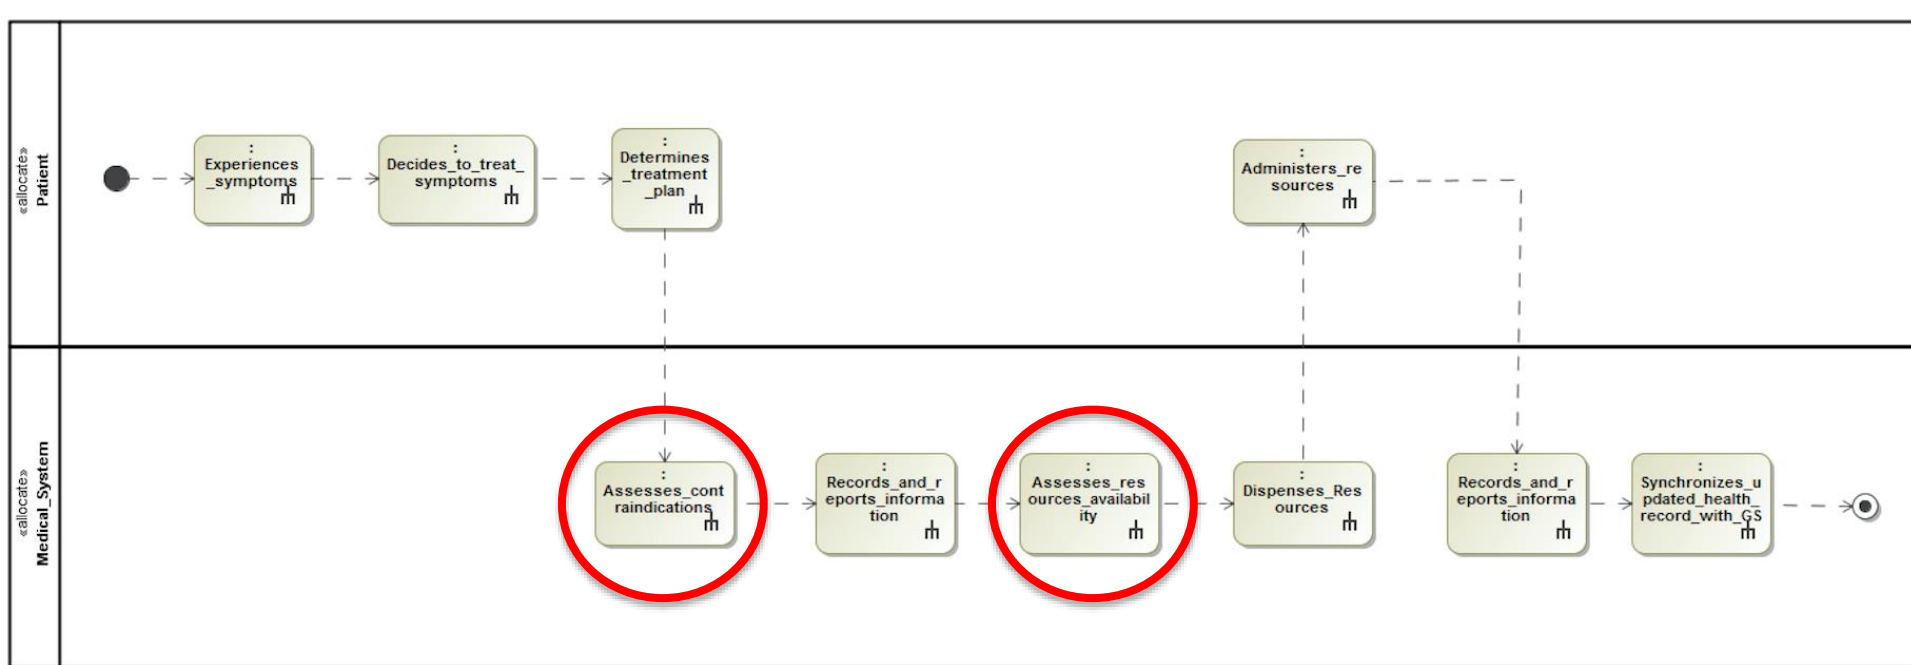 «allocate»
Patient
:
Experiences
_symptoms
:
Decides_to_treat_
symptoms
:
Determines
_treatment
_plan
:
Administers_re
sources
«allocate»
Medical_System
:
Assesses_cont
raindications
:
Records_and_r
eports_informa
tion
:
Assesses_res
ources_availabil
ity
:
Dispenses_Res
ources
:
Records_and_r
eports_informa
tion
:
Synchronizes_u
pdated_health_
record_with_GS